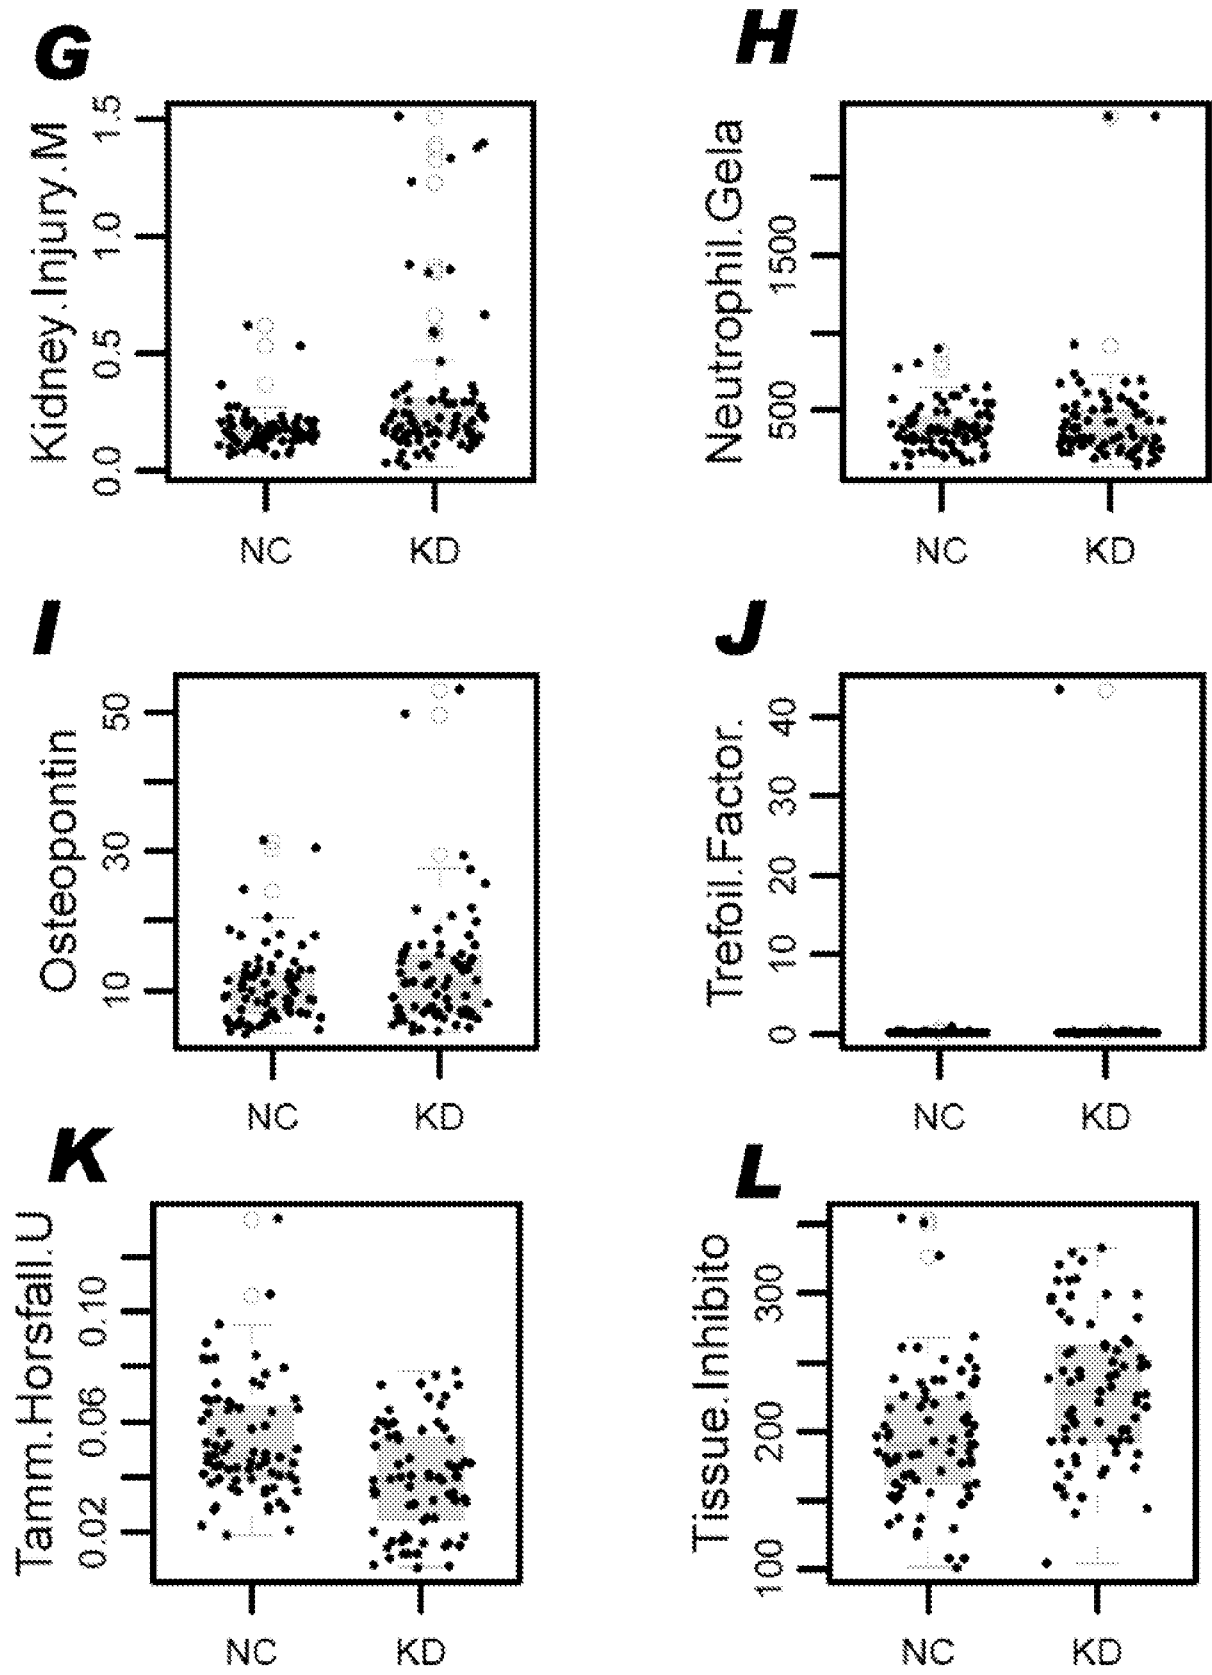 G
H
Kidney.Injury.M
1.5
1.0
0.5
0.0
NC
KD
Neutrophil.Gela
1500
500
NC
KD
I
J
Osteopontin
50
30
10
NC
KD
Trefoil.Factor.
40
30
20
10
0
NC
KD
K
L
Tamm.Horsfall.U
0.10
0.06
0.02
NC
KD
Tissue.Inhibito
300
200
100
NC
KD